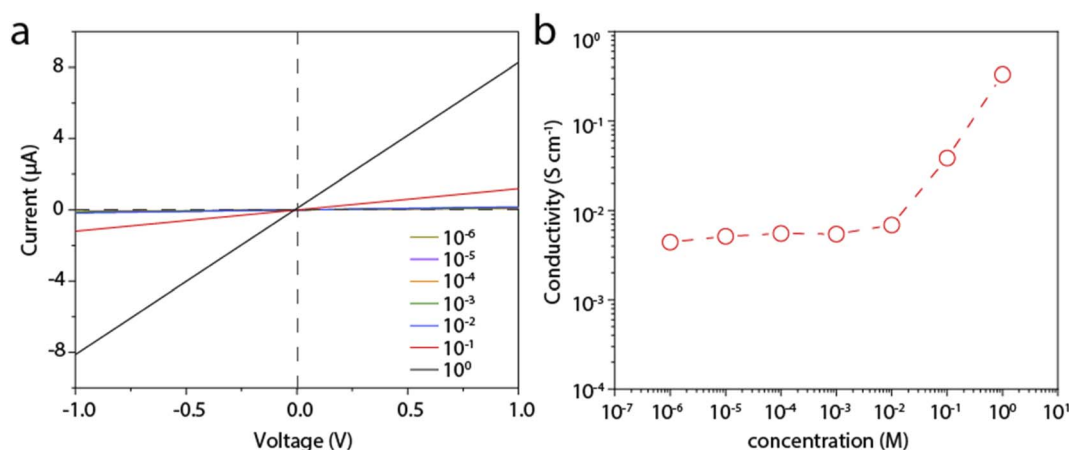 a
8
4
0
-4
-8
Current (µA)
-1.0 -0.5 0.0 0.5 1.0
Voltage (V)
10⁻⁶
10⁻⁵
10⁻⁴
10⁻³
10⁻²
10⁻¹
10⁰
b
10⁰
10⁻¹
10⁻²
10⁻³
10⁻⁴
Conductivity (S cm⁻¹)
10⁻⁷ 10⁻⁶ 10⁻⁵ 10⁻⁴ 10⁻³ 10⁻² 10⁻¹ 10⁰ 10¹
concentration (M)